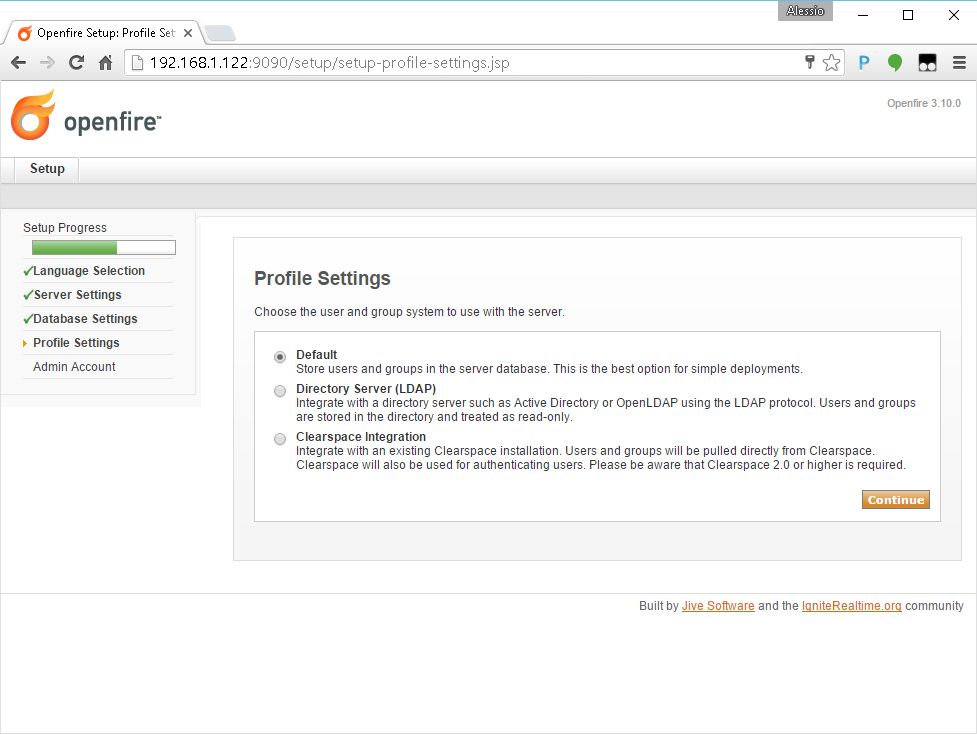 Alessio
Openfire Setup: Profile Set
192.168.1.122:9090/setup/setup-profile-settings.jsp
P
openfire™
Openfire 3.10.0
Setup
Setup Progress
Language Selection
Server Settings
Database Settings
Profile Settings
Admin Account
Profile Settings
Choose the user and group system to use with the server.
Default
Store users and groups in the server database. This is the best option for simple deployments.
Directory Server (LDAP)
Integrate with a directory server such as Active Directory or OpenLDAP using the LDAP protocol. Users and groups
are stored in the directory and treated as read-only.
Clearspace Integration
Integrate with an existing Clearspace installation. Users and groups will be pulled directly from Clearspace.
Clearspace will also be used for authenticating users. Please be aware that Clearspace 2.0 or higher is required.
Continue
Built by Jive Software and the IgniteRealtime.org community